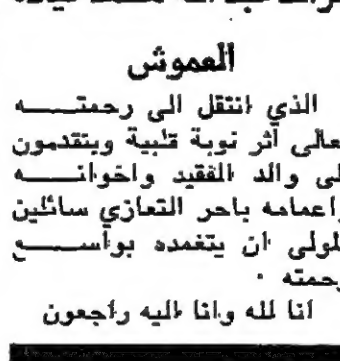 العموش
الذي انتقل الى رحمته
تعالى أثر نوبة قلبية ويتقدمون
الى والد الفقيد واخوانه
واعمامه باحر التعازي سائلين
المولى ان يتغمده بواسع
رحمته .
انا لله وانا اليه راجعون